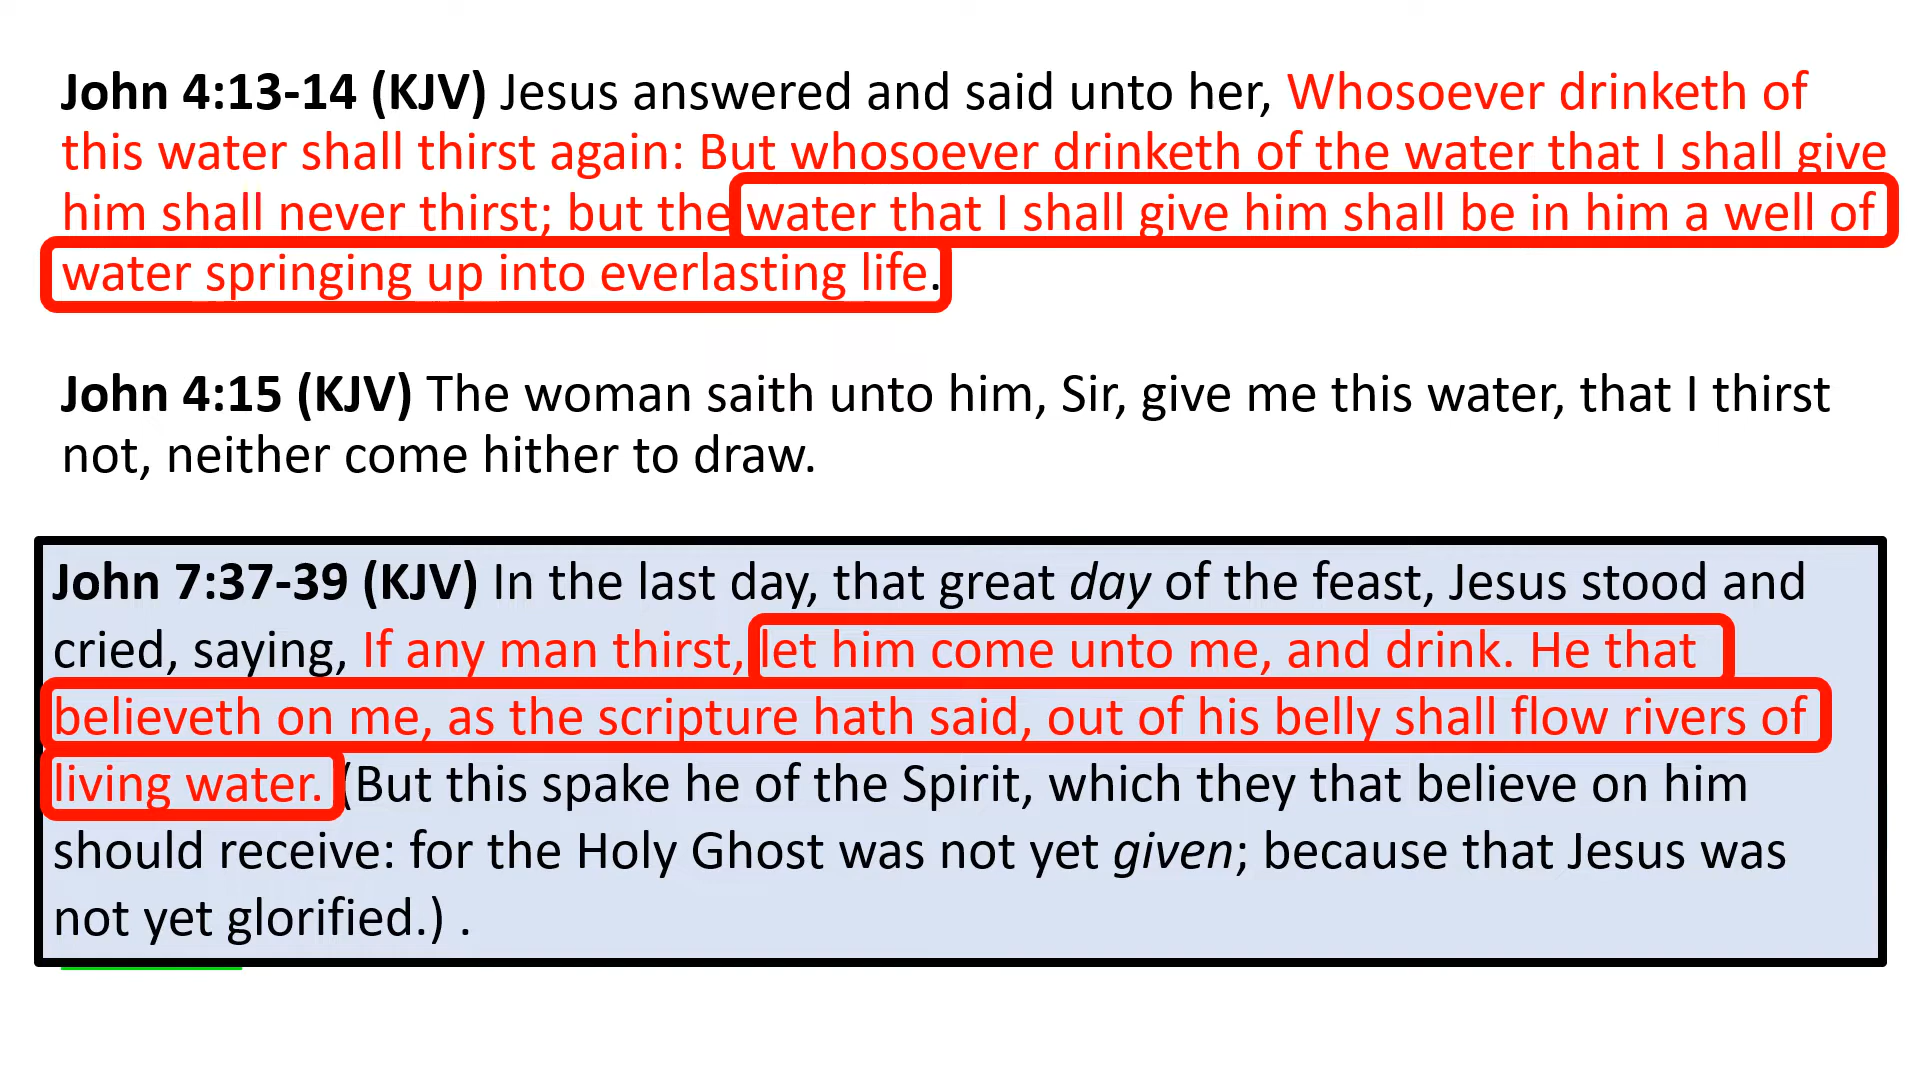 John 4:13-14 (KJV) Jesus answered and said unto her, Whosoever drinketh of
this water shall thirst again: But whosoever drinketh of the water that I shall give
him shall never thirst; but the water that I shall give him shall be in him a well of
water springing up into everlasting life.
John 4:15 (KJV) The woman saith unto him, Sir, give me this water, that I thirst
not, neither come hither to draw.
John 7:37-39 (KJV) In the last day, that great day of the feast, Jesus stood and
cried, saying, If any man thirst, let him come unto me, and drink. He that
believeth on me, as the scripture hath said, out of his belly shall flow rivers of
living water. (But this spake he of the Spirit, which they that believe on him
should receive: for the Holy Ghost was not yet given; because that Jesus was
not yet glorified.) .